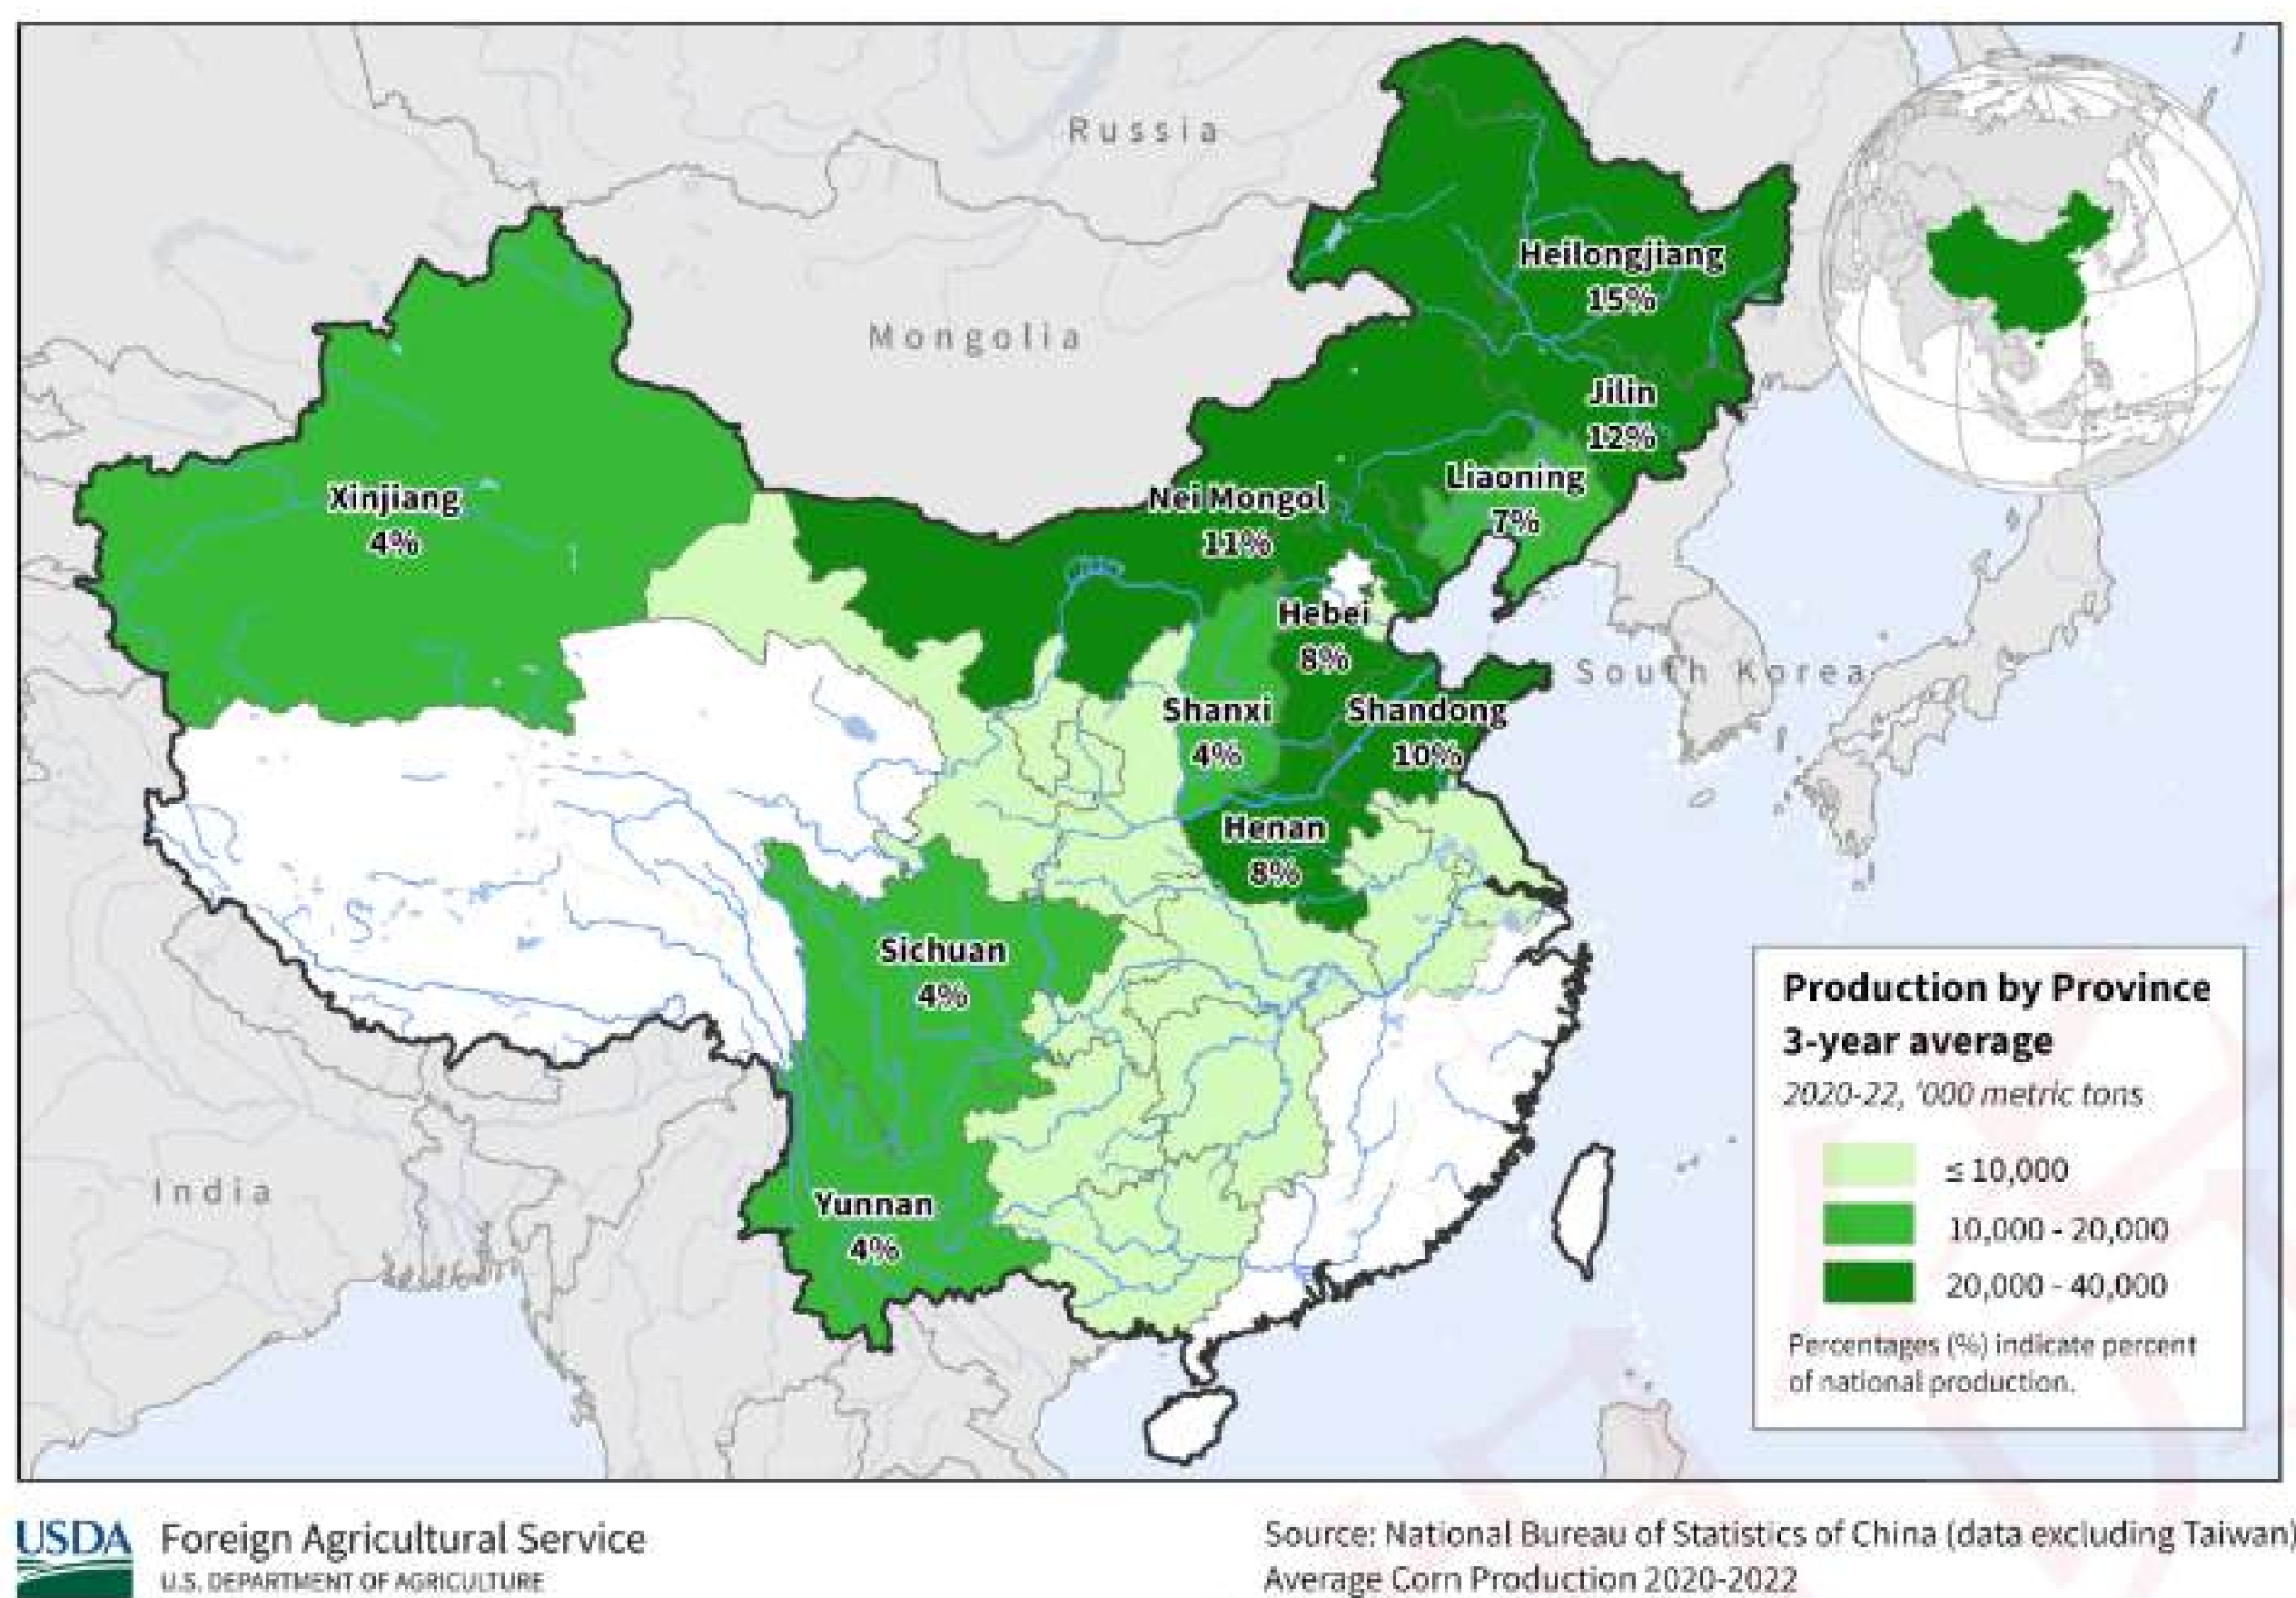 Russia
Mongolia
Heilongjiang
15%
Jilin
12%
Liaoning
7%
Xinjiang
4%
Nei Mongol
11%
Hebei
8%
South Korea
Shanxi
4%
Shandong
10%
Henan
8%
Sichuan
4%
India
Yunnan
4%
Production by Province
3-year average
2020-22, '000 metric tons
≤ 10,000
10,000 - 20,000
20,000 - 40,000
Percentages (%) indicate percent
of national production.
USDA
Foreign Agricultural Service
U.S. DEPARTMENT OF AGRICULTURE
Source: National Bureau of Statistics of China (data excluding Taiwan)
Average Corn Production 2020-2022